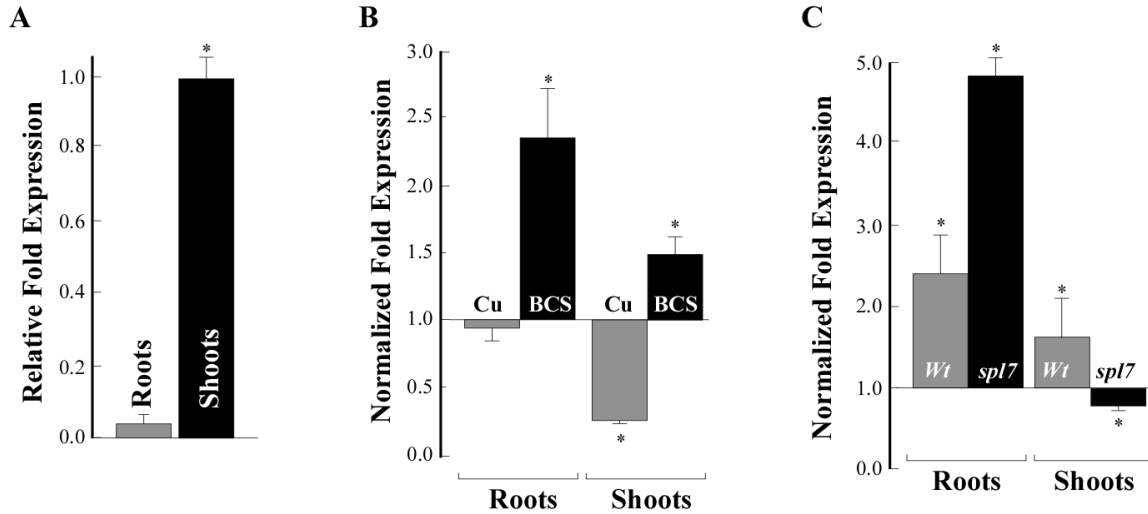 A
Relative Fold Expression
1.0
0.8
0.6
0.4
0.2
0.0
Roots
Shoots
*
B
Normalized Fold Expression
3.0
2.5
2.0
1.5
1.0
0.5
0.0
Cu
BCS
*
Cu
*
BCS
*
Roots
Shoots
C
Normalized Fold Expression
5.0
4.0
3.0
2.0
1.0
0.0
*
Wt
*
spl7
*
Wt
spl7
*
Roots
Shoots